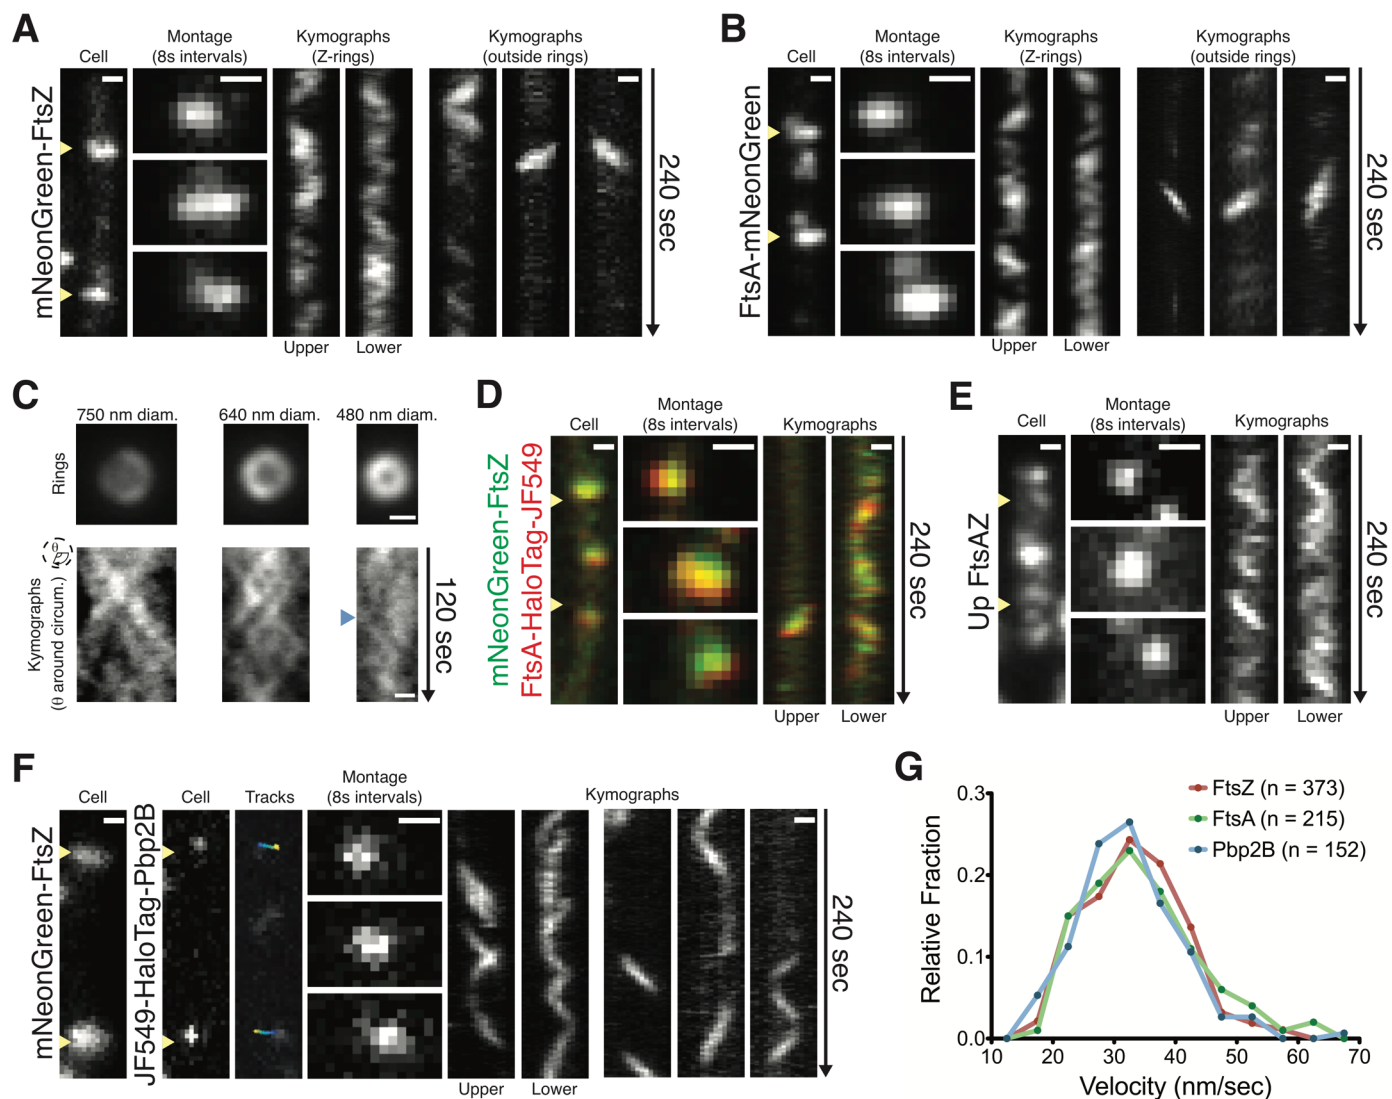 A
Cell
Montage
(8s intervals)
Kymographs
(Z-rings)
Kymographs
(outside rings)
mNeonGreen-FtsZ
240 sec
Upper
Lower
B
Cell
Montage
(8s intervals)
Kymographs
(Z-rings)
Kymographs
(outside rings)
FtsA-mNeonGreen
240 sec
Upper
Lower
C
750 nm diam.
640 nm diam.
480 nm diam.
Rings
θ
Kymographs
(θ around circum.)
120 sec
D
Cell
Montage
(8s intervals)
Kymographs
mNeonGreen-FtsZ
FtsA-HaloTag-JF549
240 sec
Upper
Lower
E
Cell
Montage
(8s intervals)
Kymographs
Up FtsAZ
240 sec
Upper
Lower
F
Cell
Cell
Tracks
Montage
(8s intervals)
Kymographs
mNeonGreen-FtsZ
JF549-HaloTag-Pbp2B
240 sec
Upper
Lower
G
FtsZ (n = 373)
FtsA (n = 215)
Pbp2B (n = 152)
Relative Fraction
0.3
0.2
0.1
0.0
10 20 30 40 50 60 70
Velocity (nm/sec)